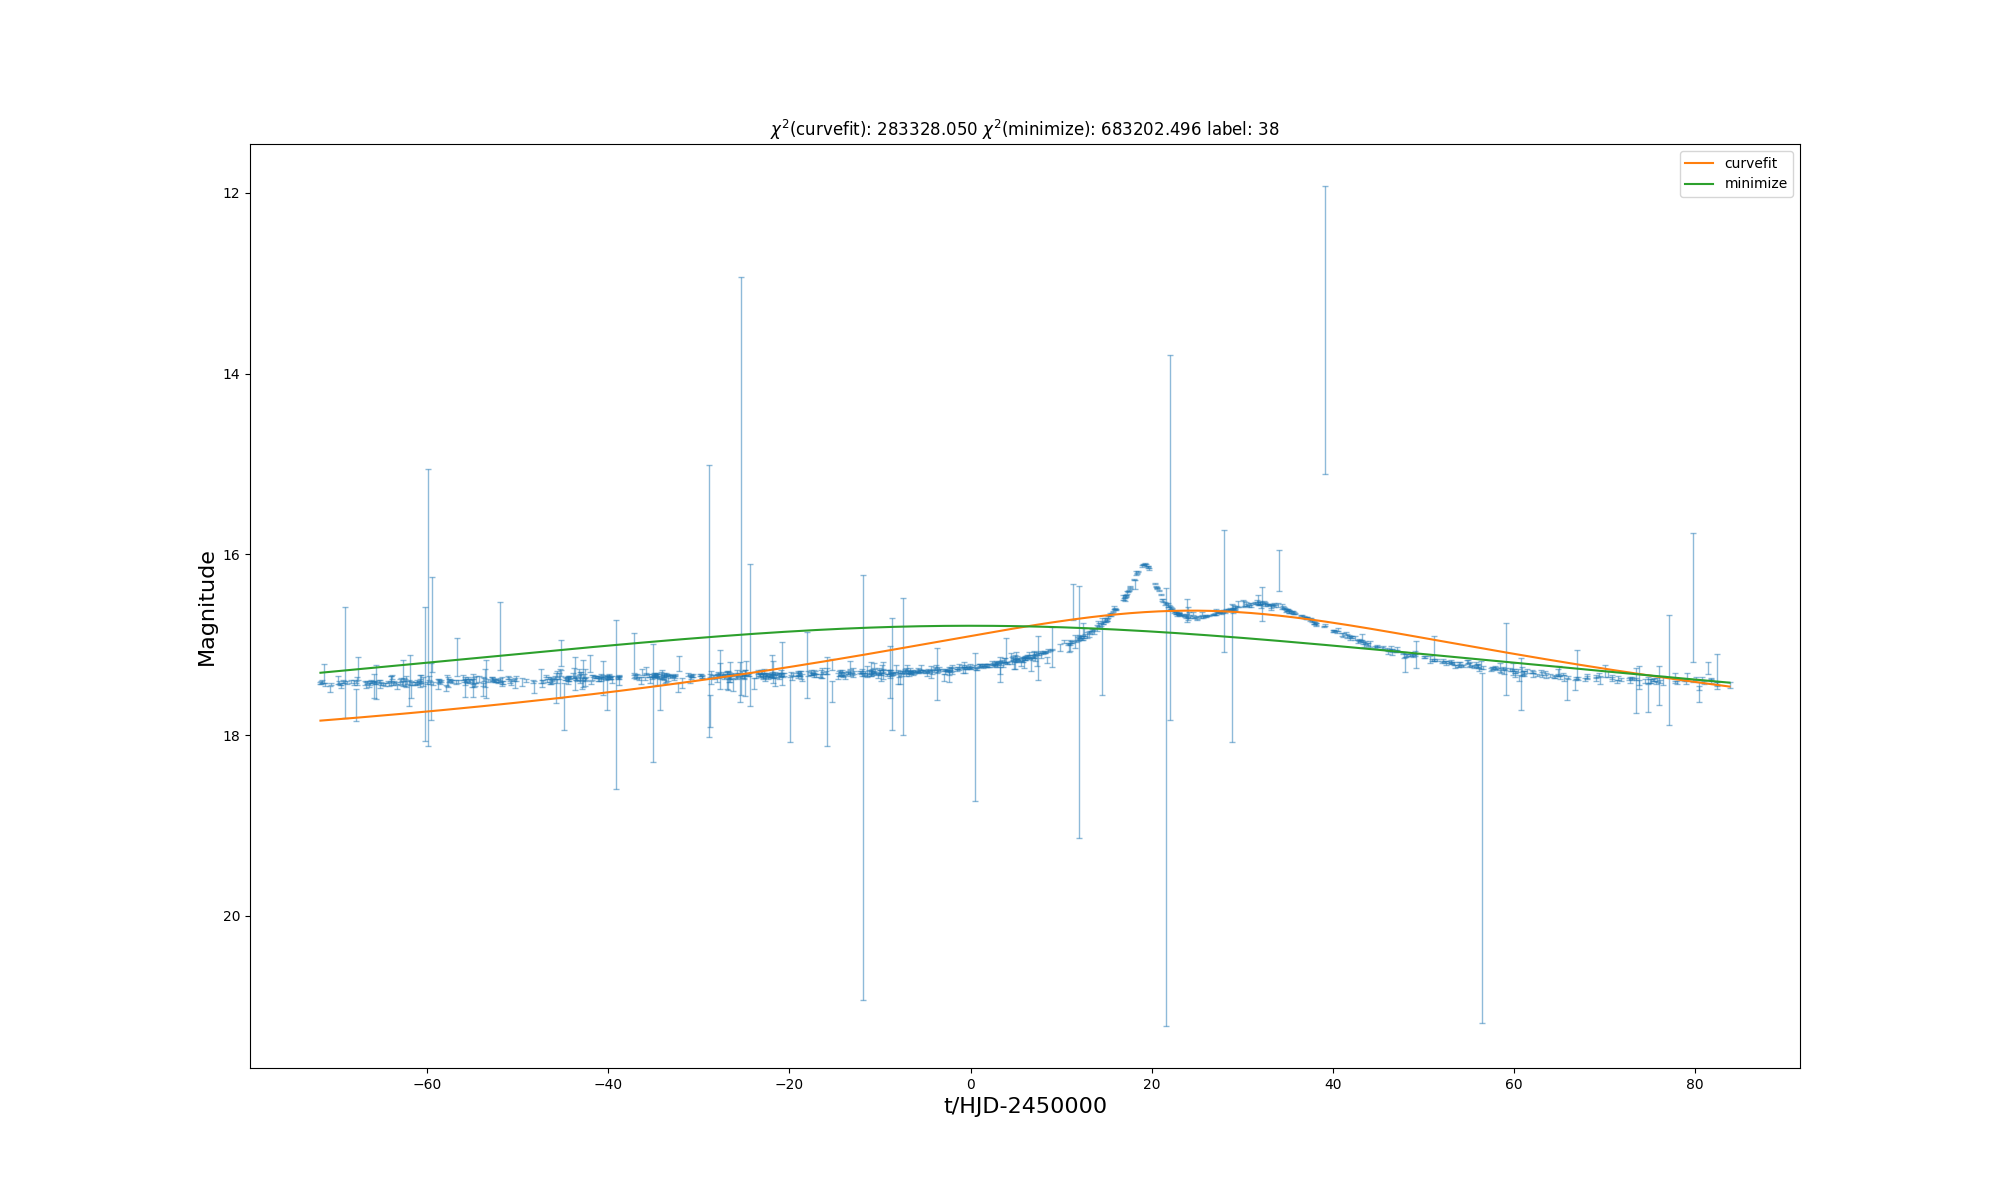 χ²(curvefit): 283328.050 χ²(minimize): 683202.496 label: 38
curvefit
minimize
12
14
16
18
20
Magnitude
−60 −40 −20 0 20 40 60 80
t/HJD-2450000